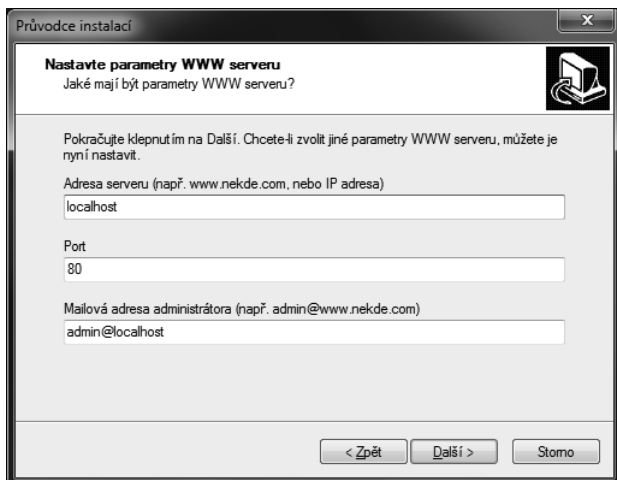 Průvodce instalací
Nastavte parametry WWW serveru
Jaké mají být parametry WWW serveru?
Pokračujte klepnutím na Další. Chcete-li zvolit jiné parametry WWW serveru, můžete je
nyní nastavit.
Adresa serveru (např. www.nekde.com, nebo IP adresa)
localhost
Port
80
Mailová adresa administrátora (např. admin@www.nekde.com)
admin@localhost
< Zpět
Další >
Storno